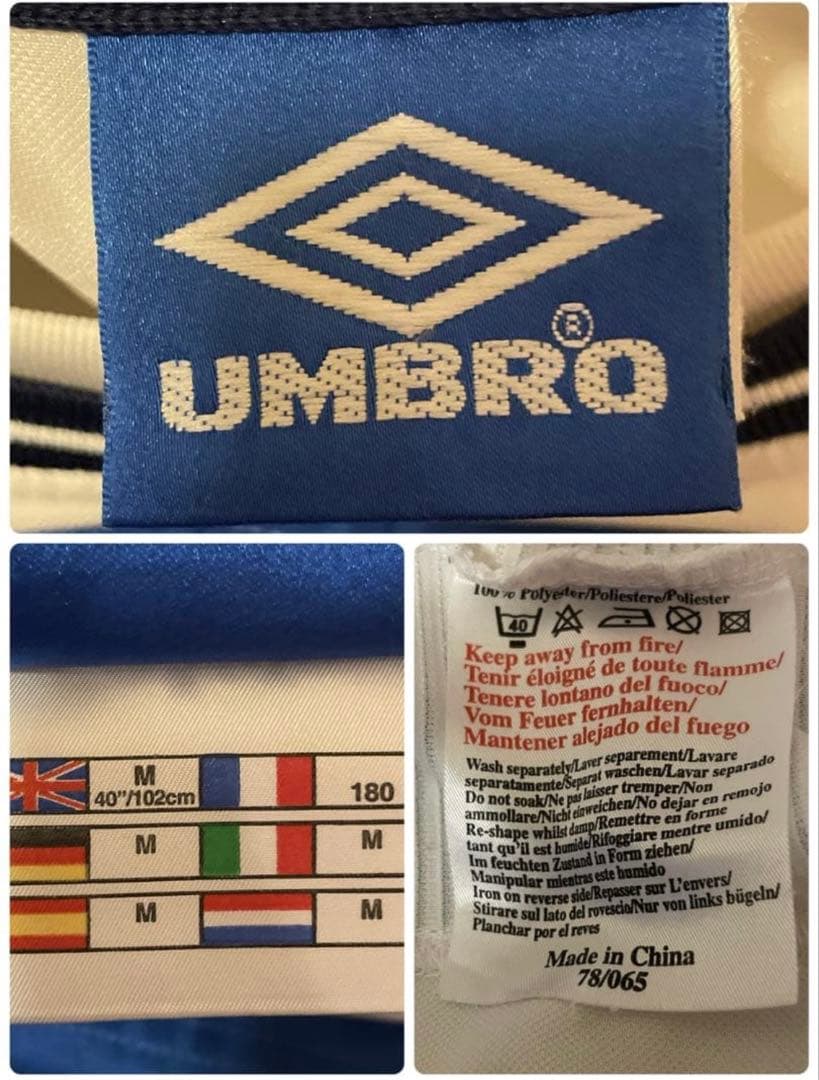 UMBRO®
M
40"/102cm
180
M
M
M
M
100% Polyester/Poliestere/Poliester
40
Keep away from fire/
Tenir éloigné de toute flamme/
Tenere lontano del fuoco/
Vom Feuer fernhalten/
Mantener alejado del fuego
Wash separately/Laver separement/Lavare
separatamente/Separat waschen/Lavar separado
Do not soak/Ne pas laisser tremper/Non
ammollare/Nicht einweichen/No dejar en remojo
Re-shape whilst damp/Remettre en forme
tant qu'il est humide/Rifoggiare mentre umido/
Im feuchten Zustand in Form ziehen/
Manipular mientras este humido
Iron on reverse side/Repasser sur L'envers/
Stirare sul lato del rovescio/Nur von links bügeln/
Planchar por el reves
Made in China
78/065